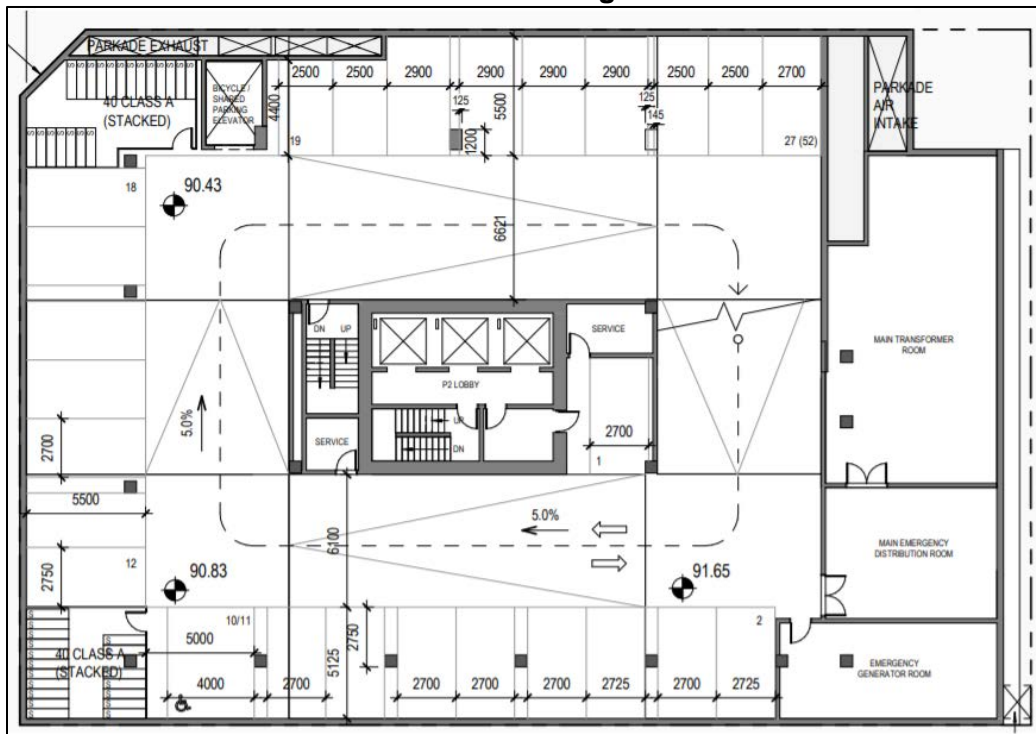 PARKADE EXHAUST
2500
2500
2900
2900
2900
2900
2500
2500
2700
40 CLASS A
(STACKED)
BICYCLE /
SHARED
PARKING
ELEVATOR
4400
125
5500
125
145
PARKADE
AIR
INTAKE
1200
19
27 (52)
18
90.43
6621
DN
UP
SERVICE
MAIN TRANSFORMER
ROOM
P2 LOBBY
5.0%
2700
UP
SERVICE
DN
2700
1
5500
6100
5.0%
MAIN EMERGENCY
DISTRIBUTION ROOM
2750
12
90.83
91.65
10/11
2
40 CLASS A
(STACKED)
5000
2750
5125
4000
2700
2700
2700
2700
2725
2700
2725
EMERGENCY
GENERATOR ROOM